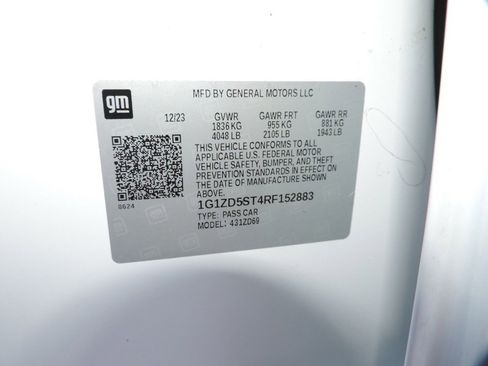 gm
MFD BY GENERAL MOTORS LLC
12/23 GVWR GAWR FRT GAWR RR
1836 KG 955 KG 881 KG
4048 LB 2105 LB 1943 LB
THIS VEHICLE CONFORMS TO ALL
APPLICABLE U.S. FEDERAL MOTOR
VEHICLE SAFETY, BUMPER, AND THEFT
PREVENTION STANDARDS IN EFFECT ON
THE DATE OF MANUFACTURE SHOWN
ABOVE.
1G1ZD5ST4RF152883
TYPE: PASS CAR
MODEL: 431ZD69
8624